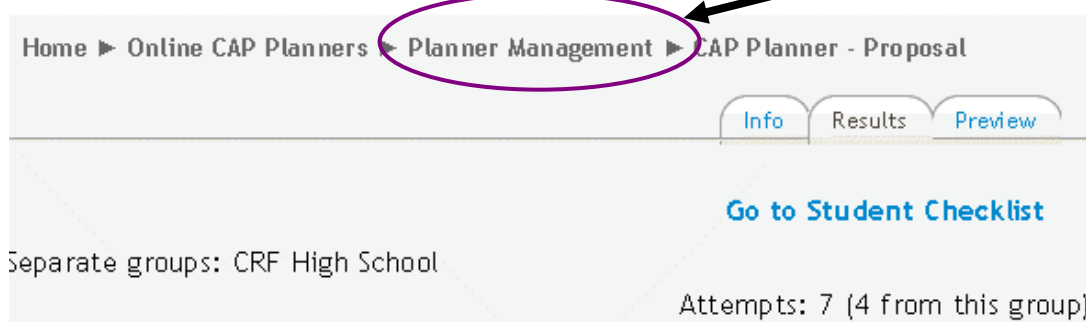 Home ► Online CAP Planners ► Planner Management ► CAP Planner - Proposal
Info Results Preview
Go to Student Checklist
Separate groups: CRF High School
Attempts: 7 (4 from this group)